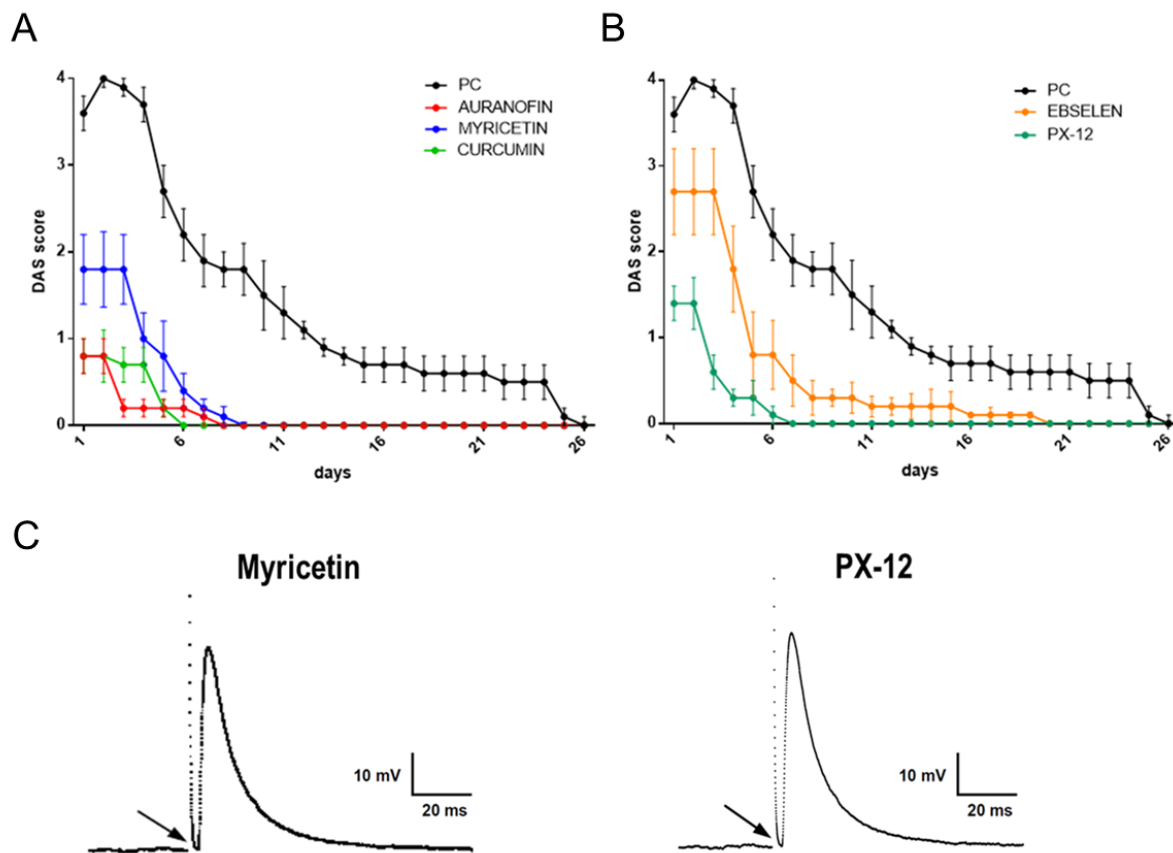 A
4
3
2
1
0
DAS score
1
6
11
16
21
26
days
PC
AURANOFIN
MYRICETIN
CURCUMIN
B
4
3
2
1
0
DAS score
1
6
11
16
21
26
days
PC
EBSELEN
PX-12
C
Myricetin
10 mV
20 ms
PX-12
10 mV
20 ms